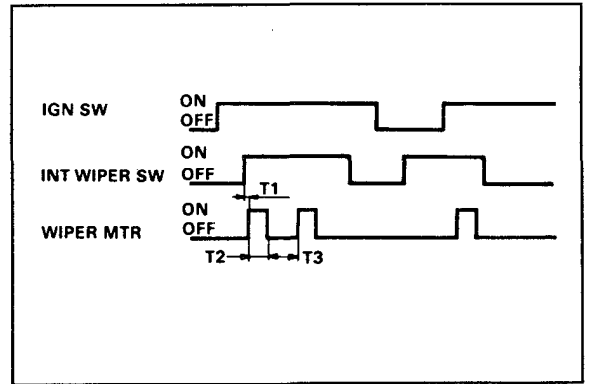 ON
IGN SW
OFF
ON
INT WIPER SW
OFF
T1
ON
WIPER MTR
OFF
T2
T3